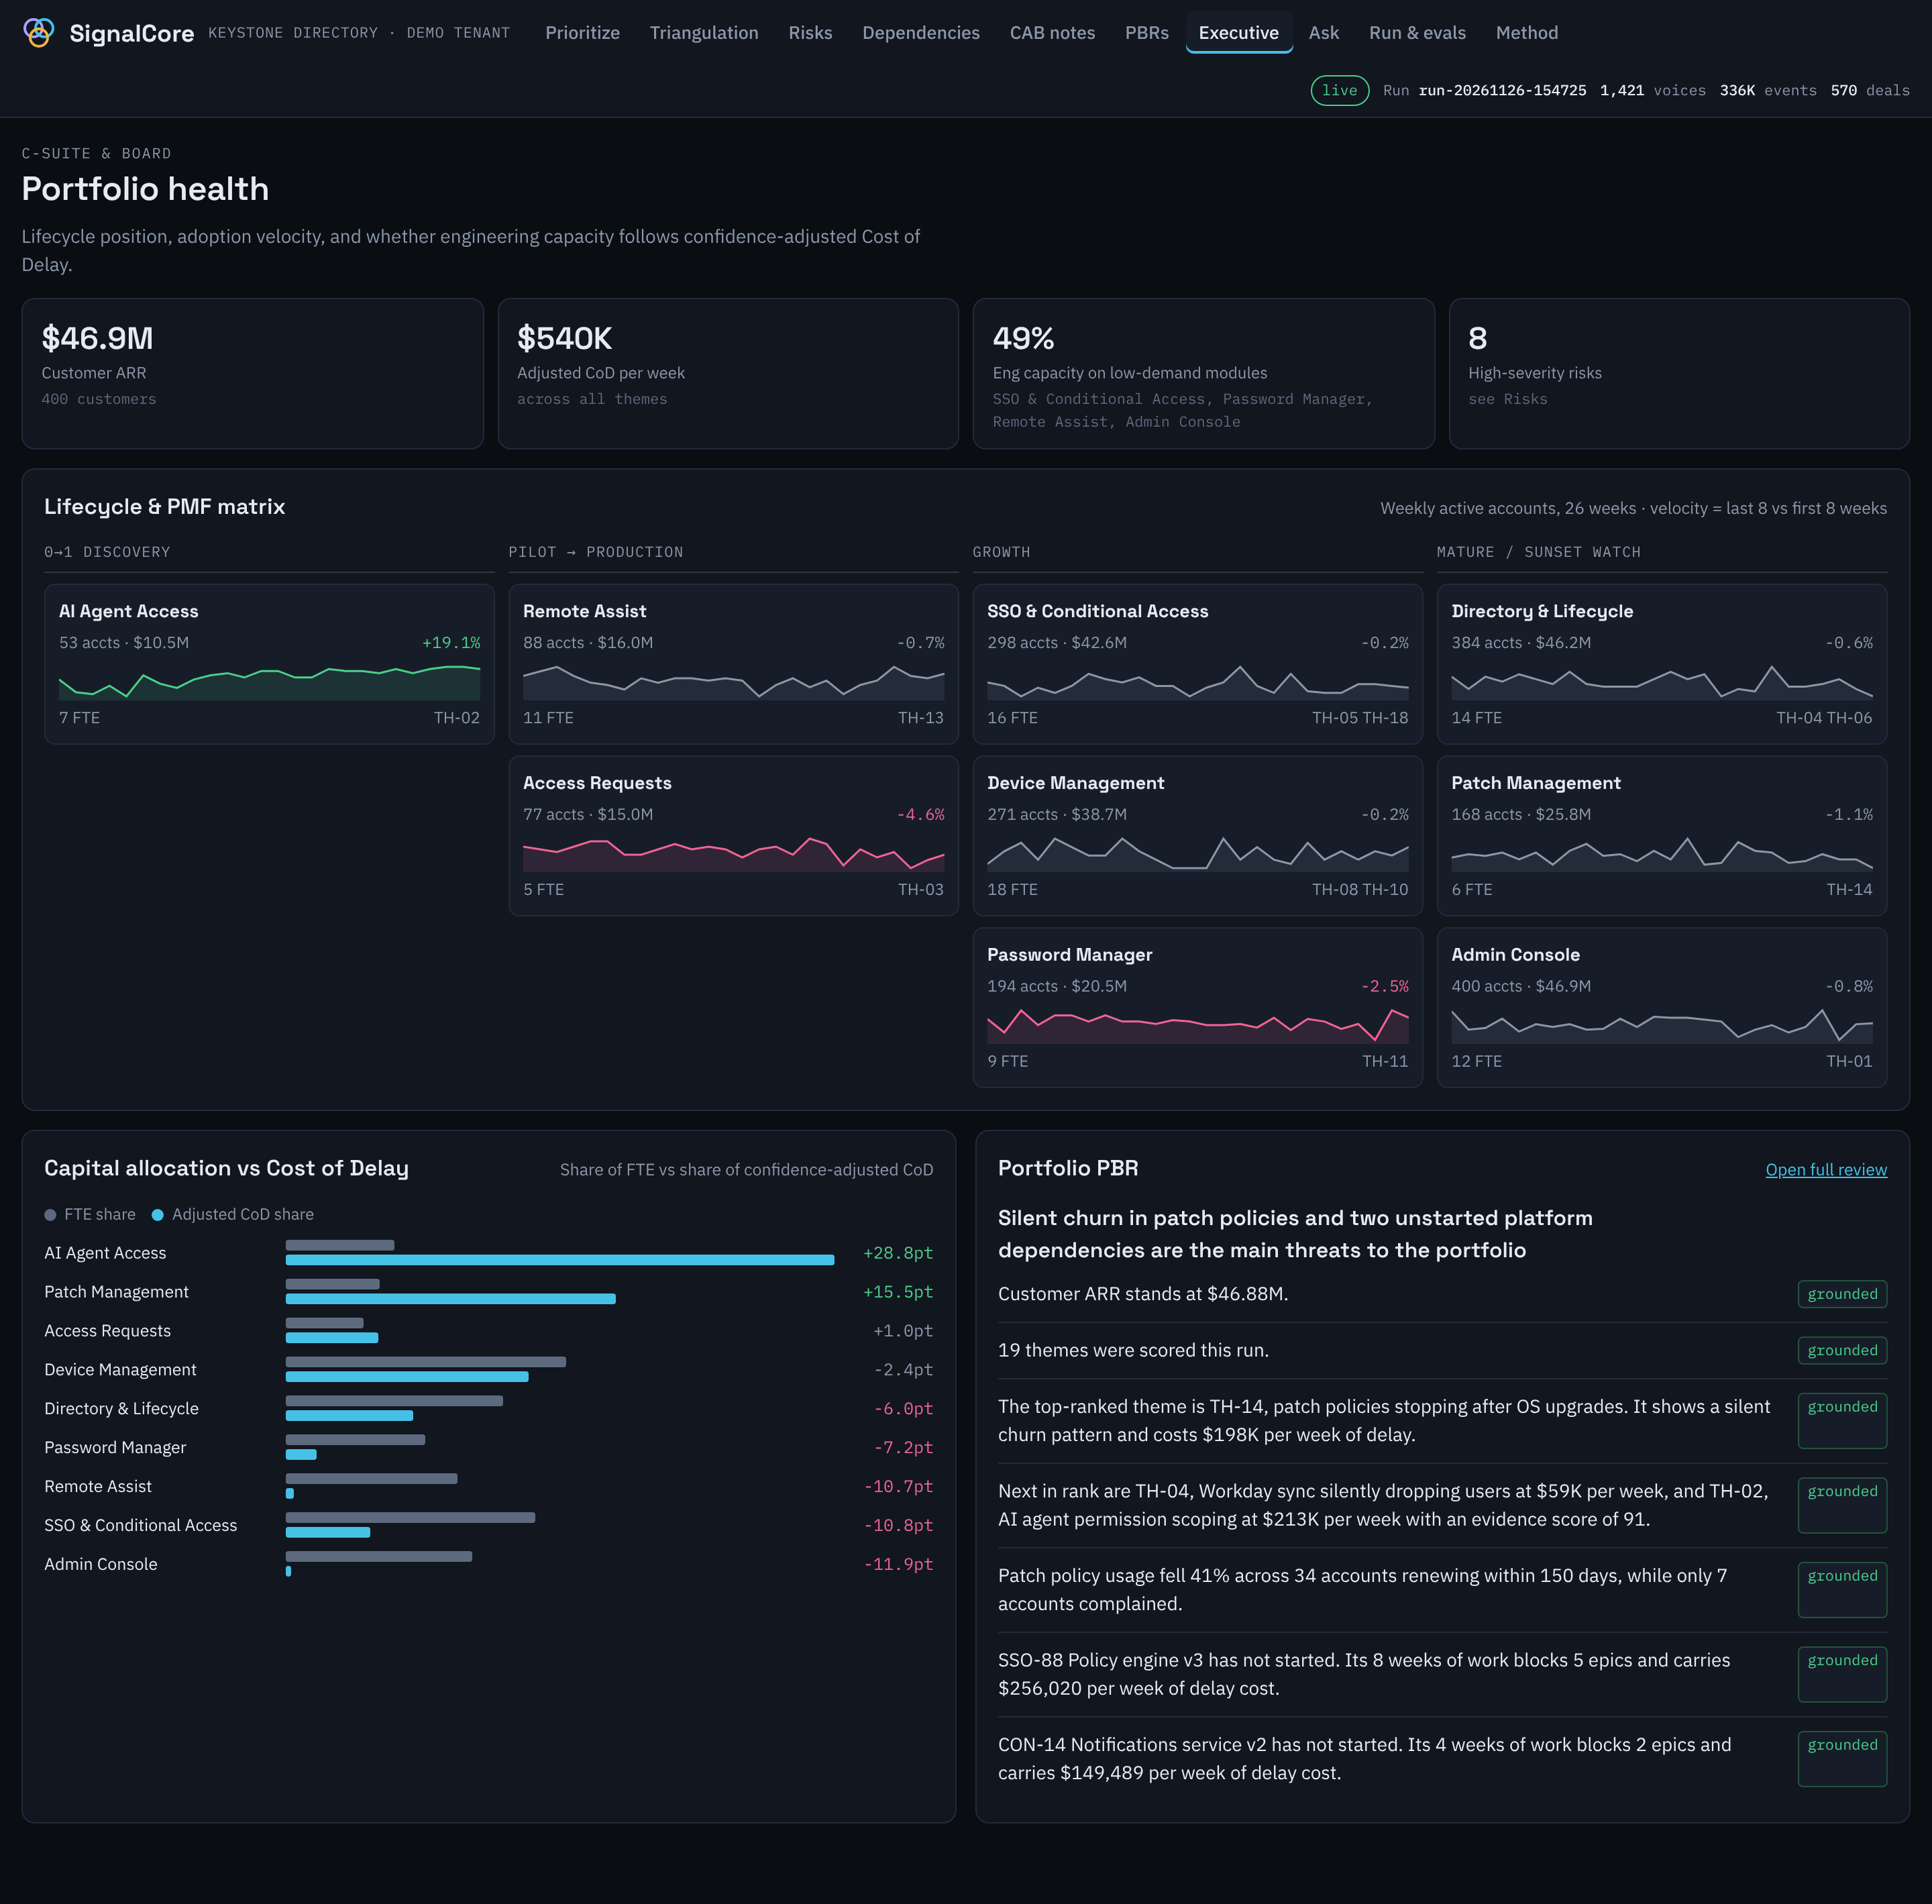 SignalCore
KEYSTONE DIRECTORY · DEMO TENANT
Prioritize
Triangulation
Risks
Dependencies
CAB notes
PBRs
Executive
Ask
Run & evals
Method
live
Run run-20261126-154725
1,421 voices
336K events
570 deals
C-SUITE & BOARD
Portfolio health
Lifecycle position, adoption velocity, and whether engineering capacity follows confidence-adjusted Cost of
Delay.
$46.9M
Customer ARR
400 customers
$540K
Adjusted CoD per week
across all themes
49%
Eng capacity on low-demand modules
SSO & Conditional Access, Password Manager,
Remote Assist, Admin Console
8
High-severity risks
see Risks
Lifecycle & PMF matrix
Weekly active accounts, 26 weeks · velocity = last 8 vs first 8 weeks
0→1 DISCOVERY
AI Agent Access
53 accts · $10.5M
+19.1%
7 FTE
TH-02
PILOT → PRODUCTION
Remote Assist
88 accts · $16.0M
-0.7%
11 FTE
TH-13
Access Requests
77 accts · $15.0M
-4.6%
5 FTE
TH-03
GROWTH
SSO & Conditional Access
298 accts · $42.6M
-0.2%
16 FTE
TH-05 TH-18
Device Management
271 accts · $38.7M
-0.2%
18 FTE
TH-08 TH-10
Password Manager
194 accts · $20.5M
-2.5%
9 FTE
TH-11
MATURE / SUNSET WATCH
Directory & Lifecycle
384 accts · $46.2M
-0.6%
14 FTE
TH-04 TH-06
Patch Management
168 accts · $25.8M
-1.1%
6 FTE
TH-14
Admin Console
400 accts · $46.9M
-0.8%
12 FTE
TH-01
Capital allocation vs Cost of Delay
Share of FTE vs share of confidence-adjusted CoD
FTE share
Adjusted CoD share
AI Agent Access
+28.8pt
Patch Management
+15.5pt
Access Requests
+1.0pt
Device Management
-2.4pt
Directory & Lifecycle
-6.0pt
Password Manager
-7.2pt
Remote Assist
-10.7pt
SSO & Conditional Access
-10.8pt
Admin Console
-11.9pt
Portfolio PBR
Open full review
Silent churn in patch policies and two unstarted platform
dependencies are the main threats to the portfolio
Customer ARR stands at $46.88M.
grounded
19 themes were scored this run.
grounded
The top-ranked theme is TH-14, patch policies stopping after OS upgrades. It shows a silent
churn pattern and costs $198K per week of delay.
grounded
Next in rank are TH-04, Workday sync silently dropping users at $59K per week, and TH-02,
AI agent permission scoping at $213K per week with an evidence score of 91.
grounded
Patch policy usage fell 41% across 34 accounts renewing within 150 days, while only 7
accounts complained.
grounded
SSO-88 Policy engine v3 has not started. Its 8 weeks of work blocks 5 epics and carries
$256,020 per week of delay cost.
grounded
CON-14 Notifications service v2 has not started. Its 4 weeks of work blocks 2 epics and
carries $149,489 per week of delay cost.
grounded